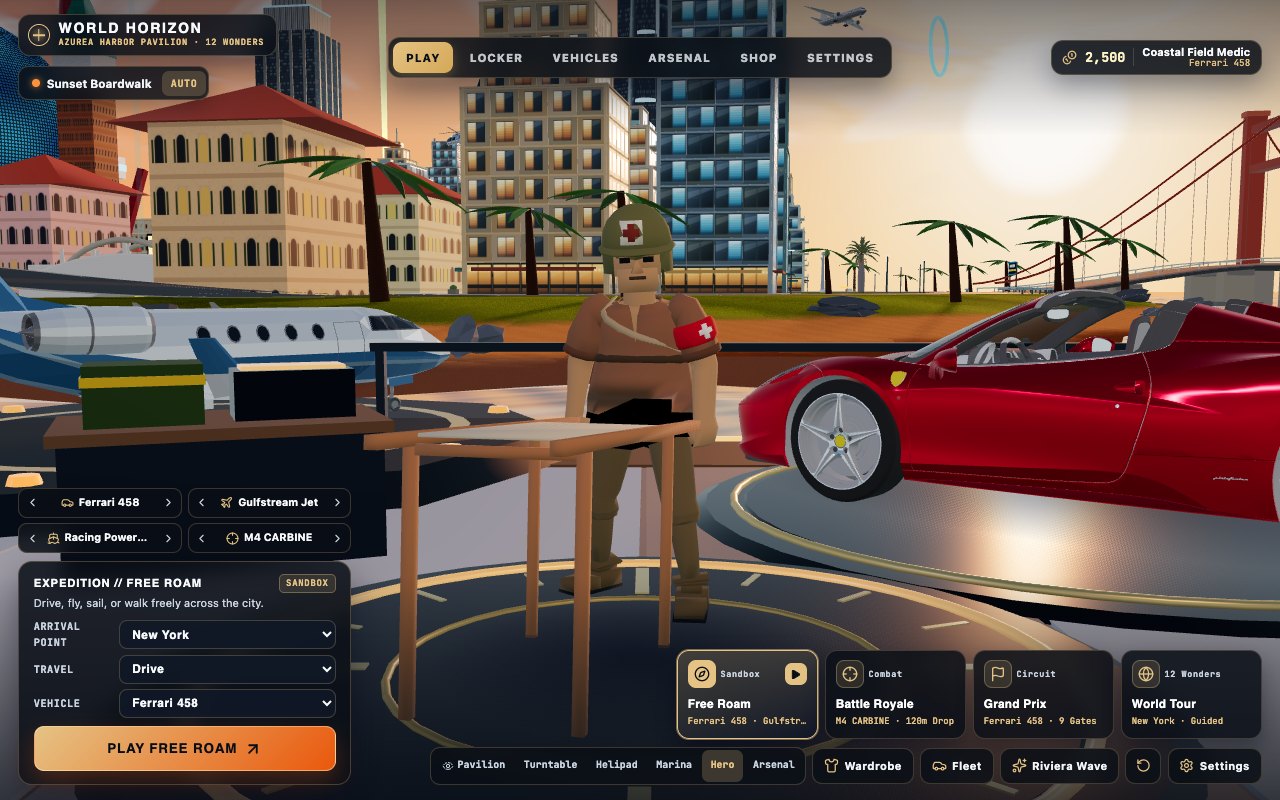 WORLD HORIZON
AZUREA HARBOR PAVILION · 12 WONDERS
Sunset Boardwalk AUTO
PLAY LOCKER VEHICLES ARSENAL SHOP SETTINGS
2,500 Coastal Field Medic
Ferrari 458
Ferrari 458
Gulfstream Jet
Racing Power...
M4 CARBINE
EXPEDITION // FREE ROAM SANDBOX
Drive, fly, sail, or walk freely across the city.
ARRIVAL
POINT
New York
TRAVEL Drive
VEHICLE Ferrari 458
PLAY FREE ROAM
Sandbox
Free Roam
Ferrari 458 · Gulfstr…
Combat
Battle Royale
M4 CARBINE · 120m Drop
Circuit
Grand Prix
Ferrari 458 · 9 Gates
12 Wonders
World Tour
New York · Guided
Pavilion Turntable Helipad Marina Hero Arsenal
Wardrobe
Fleet
Riviera Wave
Settings